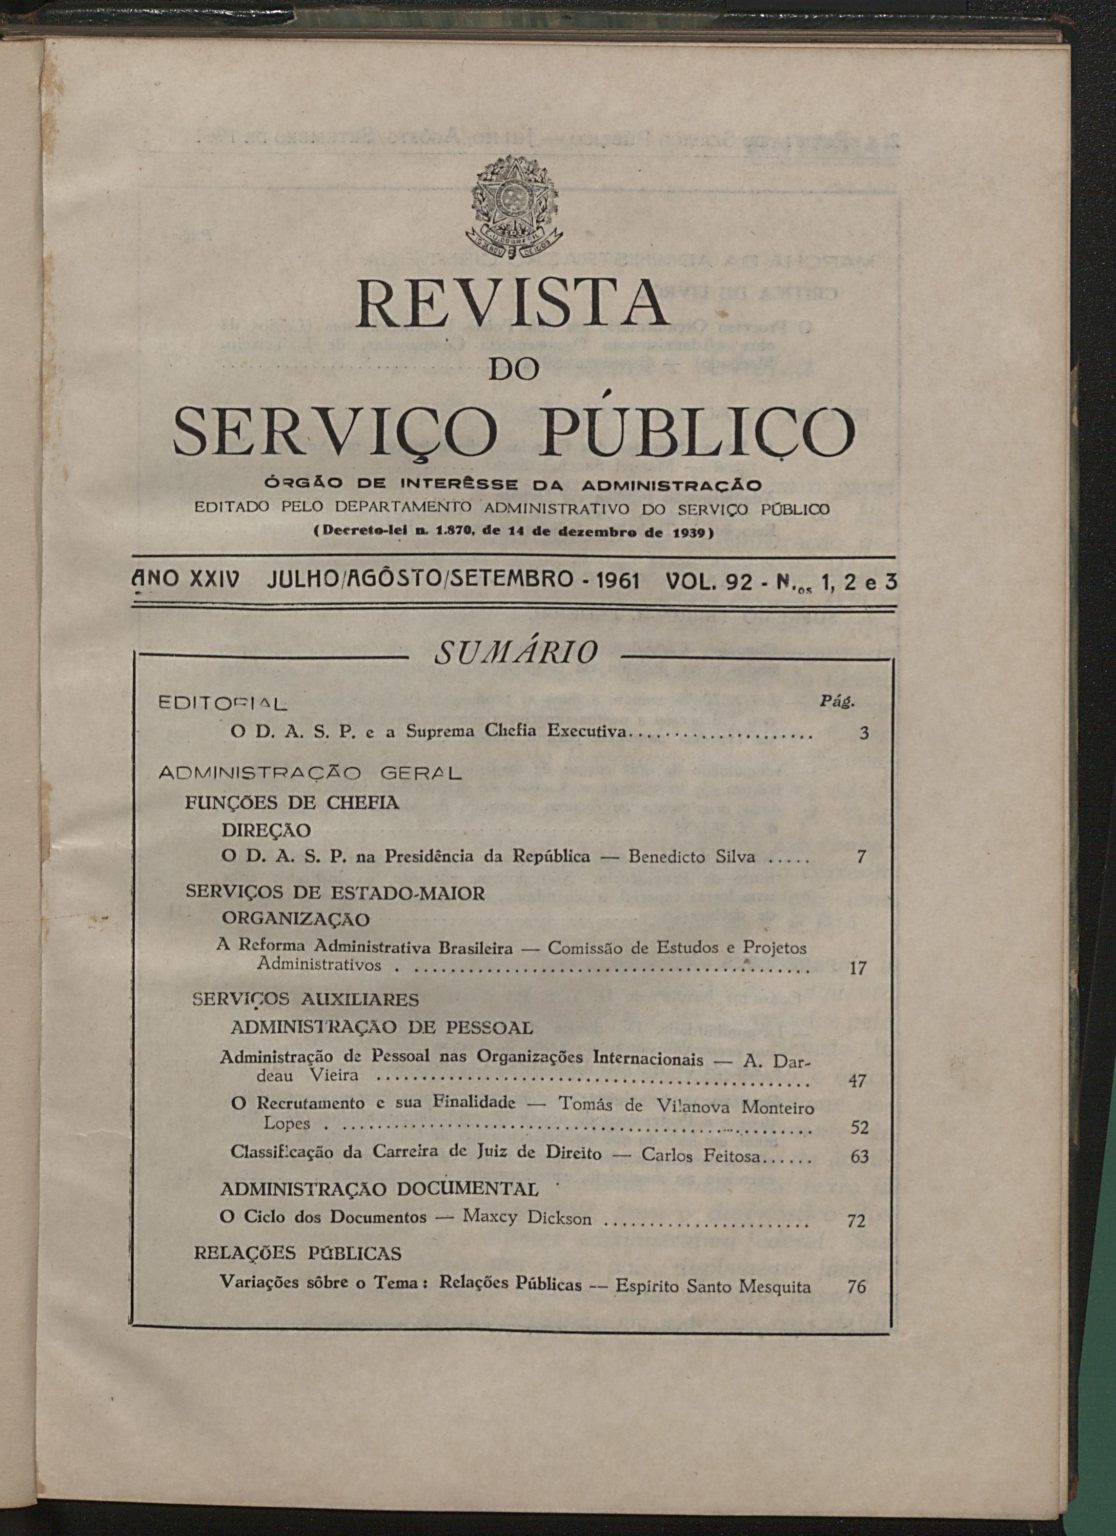 REVISTA
DO
SERVIÇO PÚBLICO
ÓRGÃO DE INTERÊSSE DA ADMINISTRAÇÃO
EDITADO PELO DEPARTAMENTO ADMINISTRATIVO DO SERVIÇO PÚBLICO
(Decreto-lei n. 1.870, de 14 de dezembro de 1939)
ANO XXIV JULHO/AGÔSTO/SETEMBRO - 1961 VOL. 92 - N.os 1, 2 e 3
SUMÁRIO
EDITORIAL Pág.
O D. A. S. P. e a Suprema Chefia Executiva..................... 3
ADMINISTRAÇÃO GERAL
FUNÇÕES DE CHEFIA
DIREÇÃO
O D. A. S. P. na Presidência da República — Benedicto Silva ..... 7
SERVIÇOS DE ESTADO-MAIOR
ORGANIZAÇÃO
A Reforma Administrativa Brasileira — Comissão de Estudos e Projetos
Administrativos . ............................................ 17
SERVIÇOS AUXILIARES
ADMINISTRAÇÃO DE PESSOAL
Administração de Pessoal nas Organizações Internacionais — A. Dar-
deau Vieira ................................................ 47
O Recrutamento e sua Finalidade — Tomás de Vilanova Monteiro
Lopes . .................................................... 52
Classificação da Carreira de Juiz de Direito — Carlos Feitosa...... 63
ADMINISTRAÇÃO DOCUMENTAL
O Ciclo dos Documentos — Maxcy Dickson ....................... 72
RELAÇÕES PÚBLICAS
Variações sôbre o Tema: Relações Públicas — Espírito Santo Mesquita 76